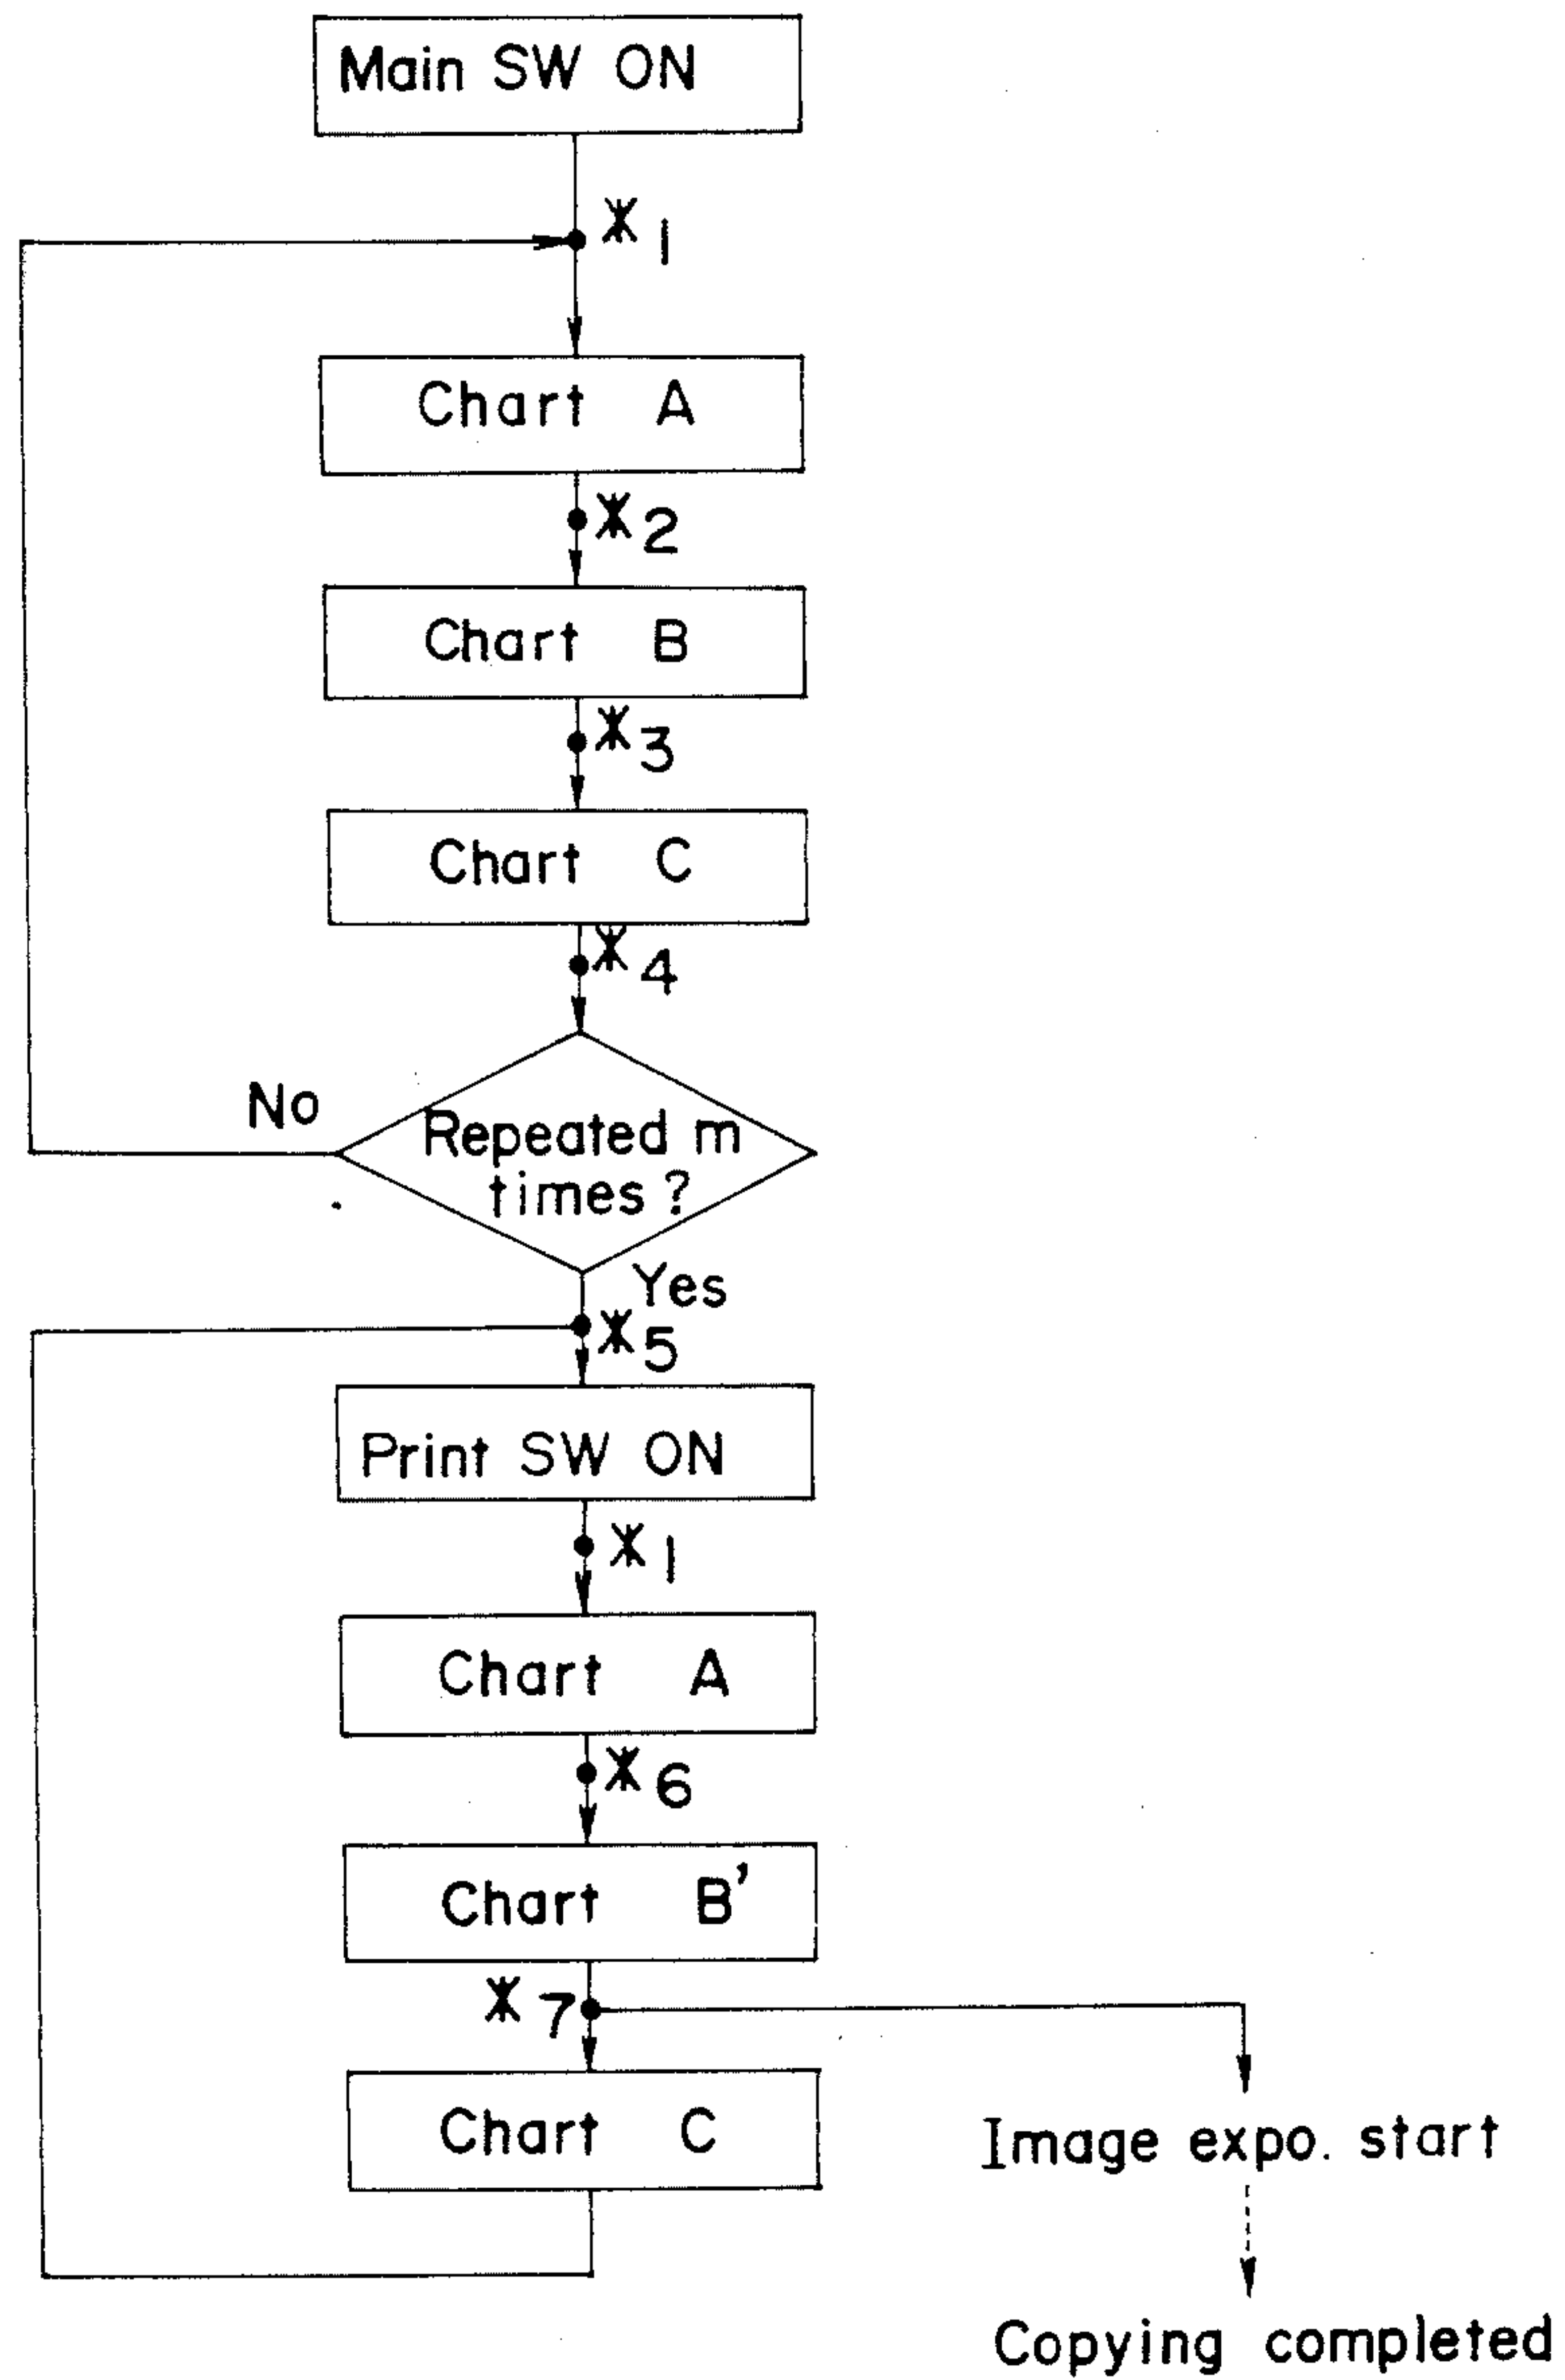 Main SW ON
*1
Chart A
*2
Chart B
*3
Chart C
*4
No
Repeated m
times?
Yes
*5
Print SW ON
*1
Chart A
*6
Chart B'
*7
Chart C
Image expo. start
Copying completed